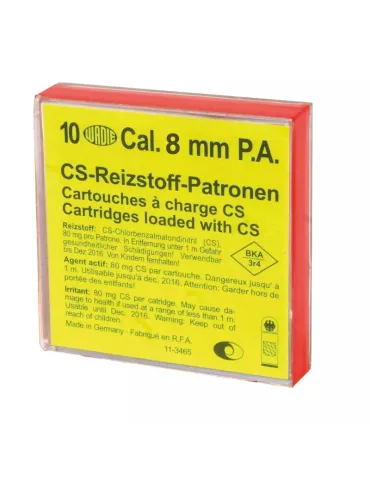 10 WADIE Cal. 8 mm P.A.
CS-Reizstoff-Patronen
Cartouches à charge CS
Cartridges loaded with CS
Reizstoff: CS-Chlorbenzalmalondinitril (CS),
80 mg pro Patrone, in Entfernung unter 1 m Gefahr
gesundheitlicher Schädigungen! Verwendbar
bis Dez 2016. Von Kindern fernhalten!
Agent actif: 80 mg CS par cartouche. Dangereux jusqu' à
1 m. Utilisable jusqu'a dec. 2016, Attention: Garder hors de
portée des enfants!
Irritant: 80 mg CS per catridge. May cause da-
mage to health if used at a range of less than 1 m.
Usable until Dec. 2016. Warning: Keep out of
reach of children.
Made in Germany - Fabriqué en R.F.A.
11-3465
BKA
3r4